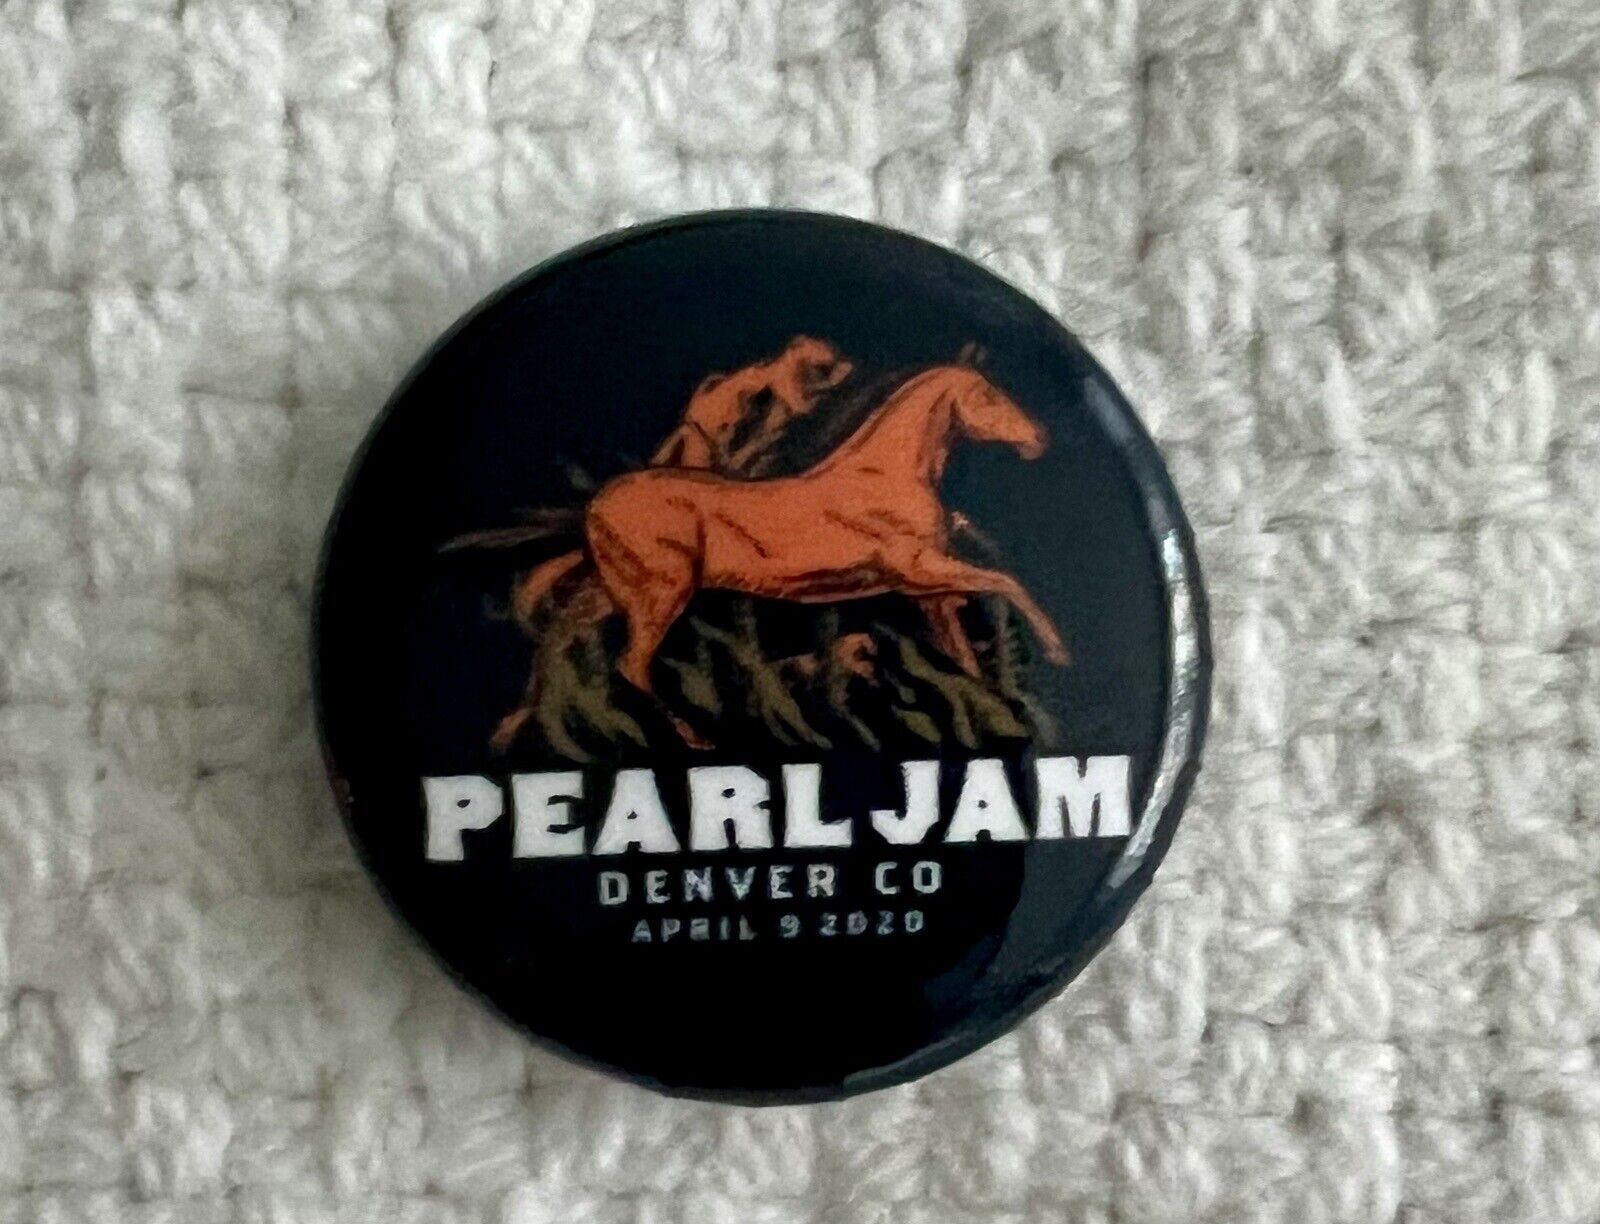 PEARL JAM
DENVER CO
APRIL 9 2020